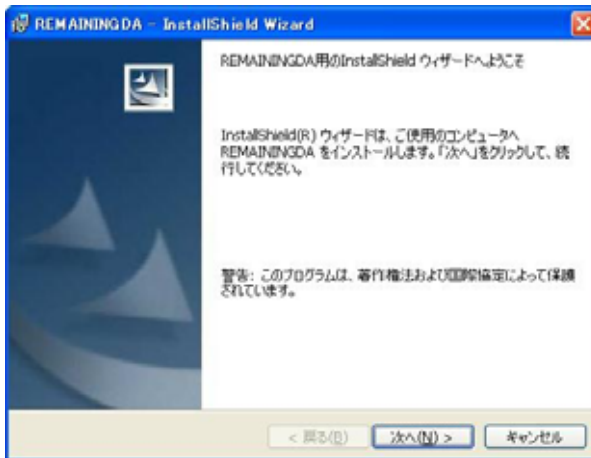 REMAININGDA - InstallShield Wizard
REMAININGDA用のInstallShield ウィザードへようこそ
InstallShield(R) ウィザードは、ご使用のコンピュータへ
REMAININGDA をインストールします。「次へ」をクリックして、続
行してください。
警告: このプログラムは、著作権法および国際協定によって保護
されています。
< 戻る(B)
次へ(N) >
キャンセル